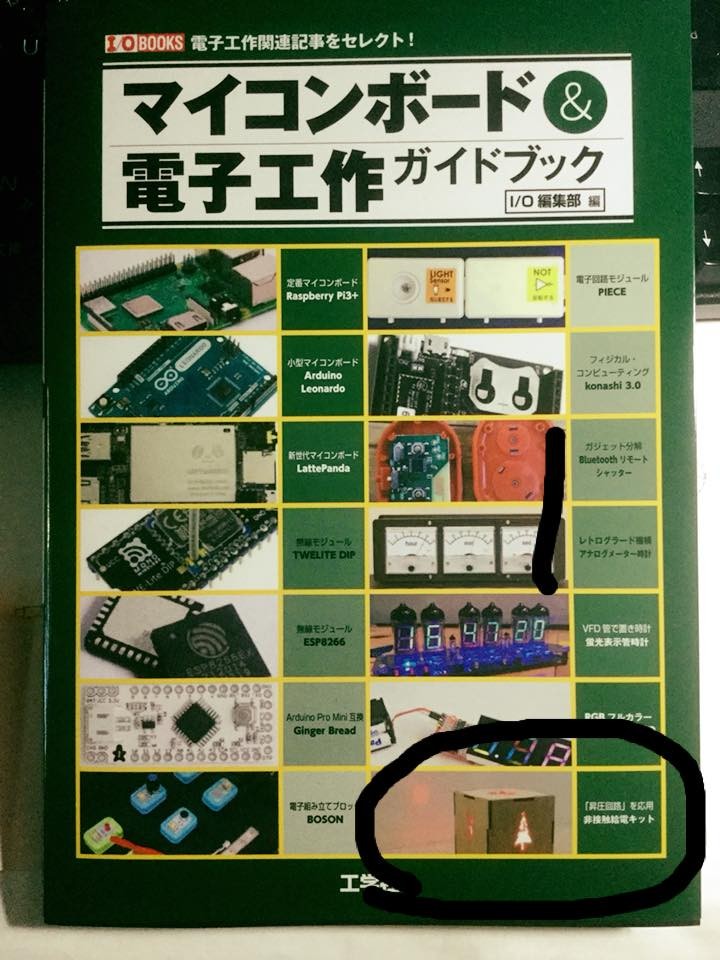 I/O BOOKS 電子工作関連記事をセレクト!
マイコンボード&
電子工作ガイドブック
I/O 編集部 編
定番マイコンボード
Raspberry Pi3+
LIGHT
Sensor
NOT
電子回路モジュール
PIECE
小型マイコンボード
Arduino
Leonardo
フィジカル・
コンピューティング
konashi 3.0
新世代マイコンボード
LattePanda
ガジェット分解
Bluetooth リモート
シャッター
無線モジュール
TWELITE DIP
hour
sec
レトログラード機構
アナログメーター時計
無線モジュール
ESP8266
VFD管で置き時計
蛍光表示管時計
Arduino Pro Mini 互換
Ginger Bread
RGB フルカラー
電子組み立てブロック
BOSON
「昇圧回路」を応用
非接触給電キット
工学